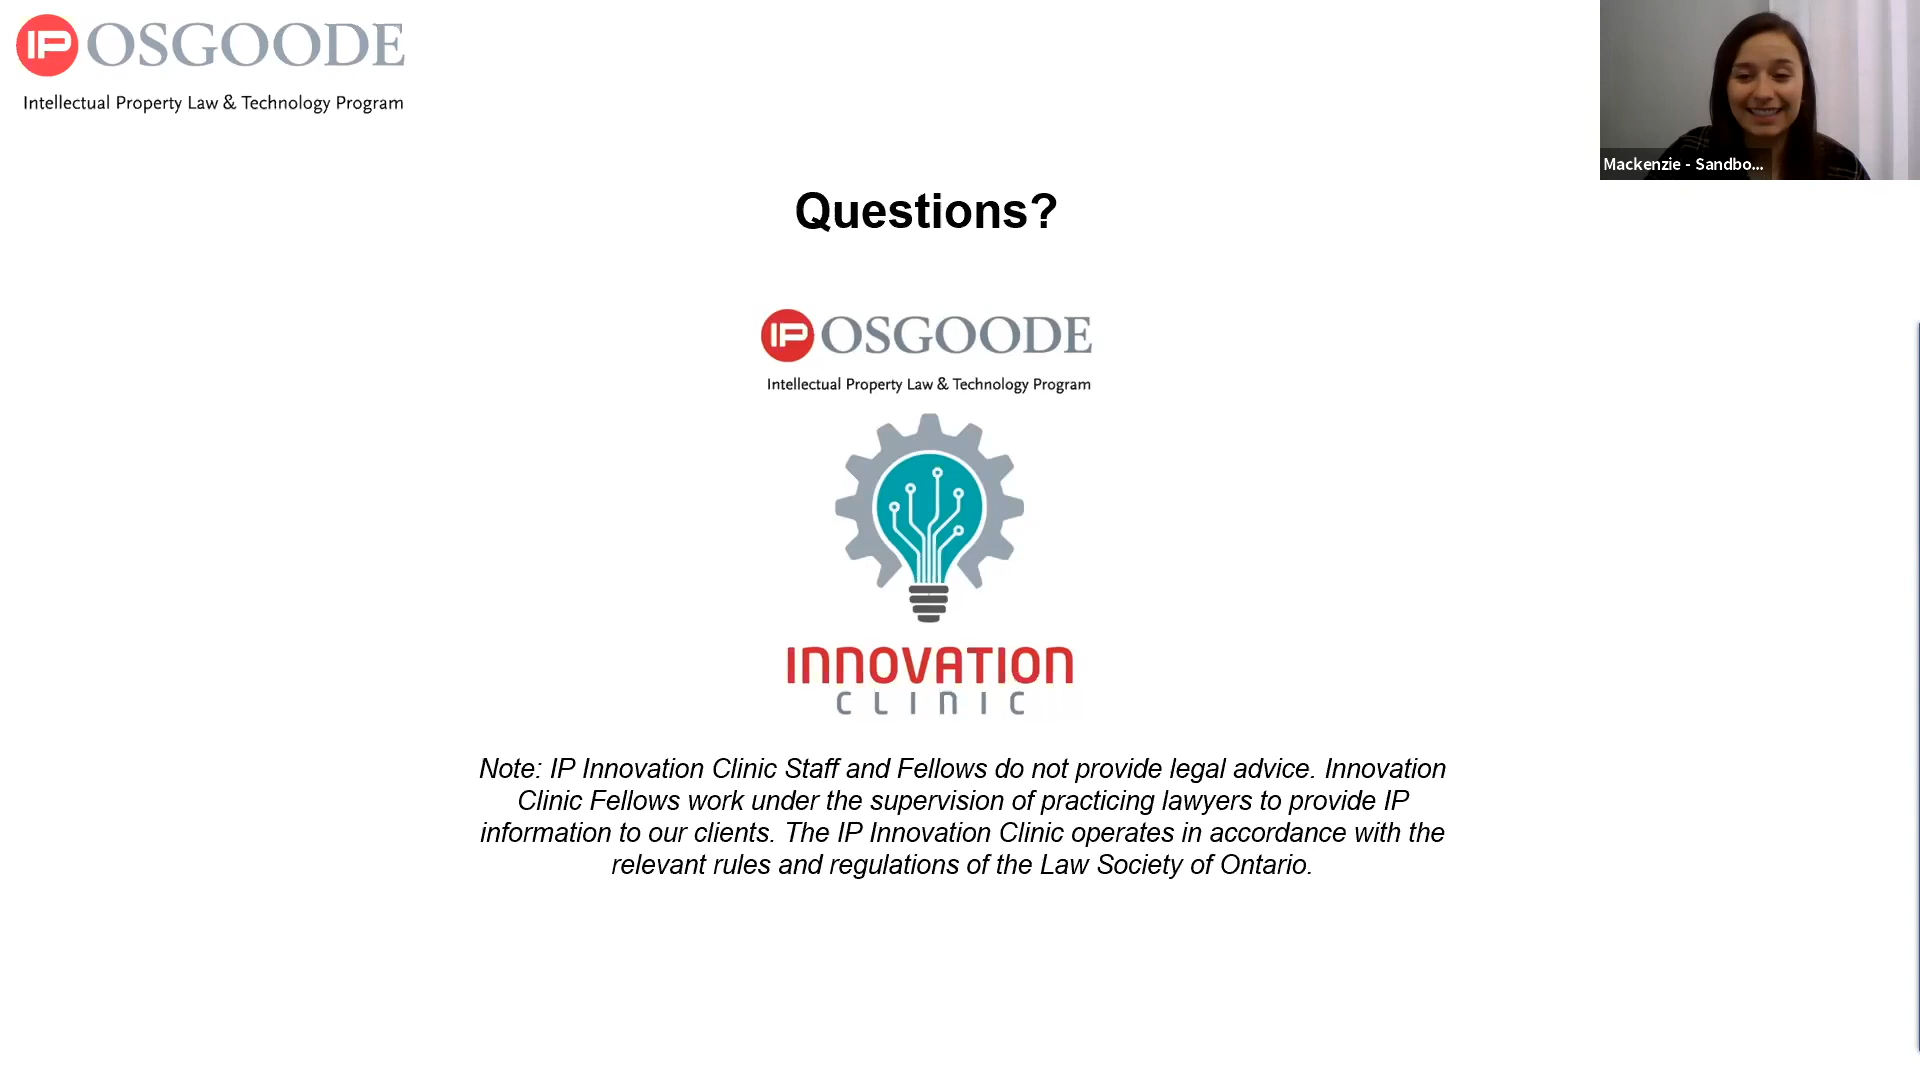 IP OSGOODE
Intellectual Property Law & Technology Program
Mackenzie - Sandbo...
Questions?
IP OSGOODE
Intellectual Property Law & Technology Program
INNOVATION
CLINIC
Note: IP Innovation Clinic Staff and Fellows do not provide legal advice. Innovation
Clinic Fellows work under the supervision of practicing lawyers to provide IP
information to our clients. The IP Innovation Clinic operates in accordance with the
relevant rules and regulations of the Law Society of Ontario.